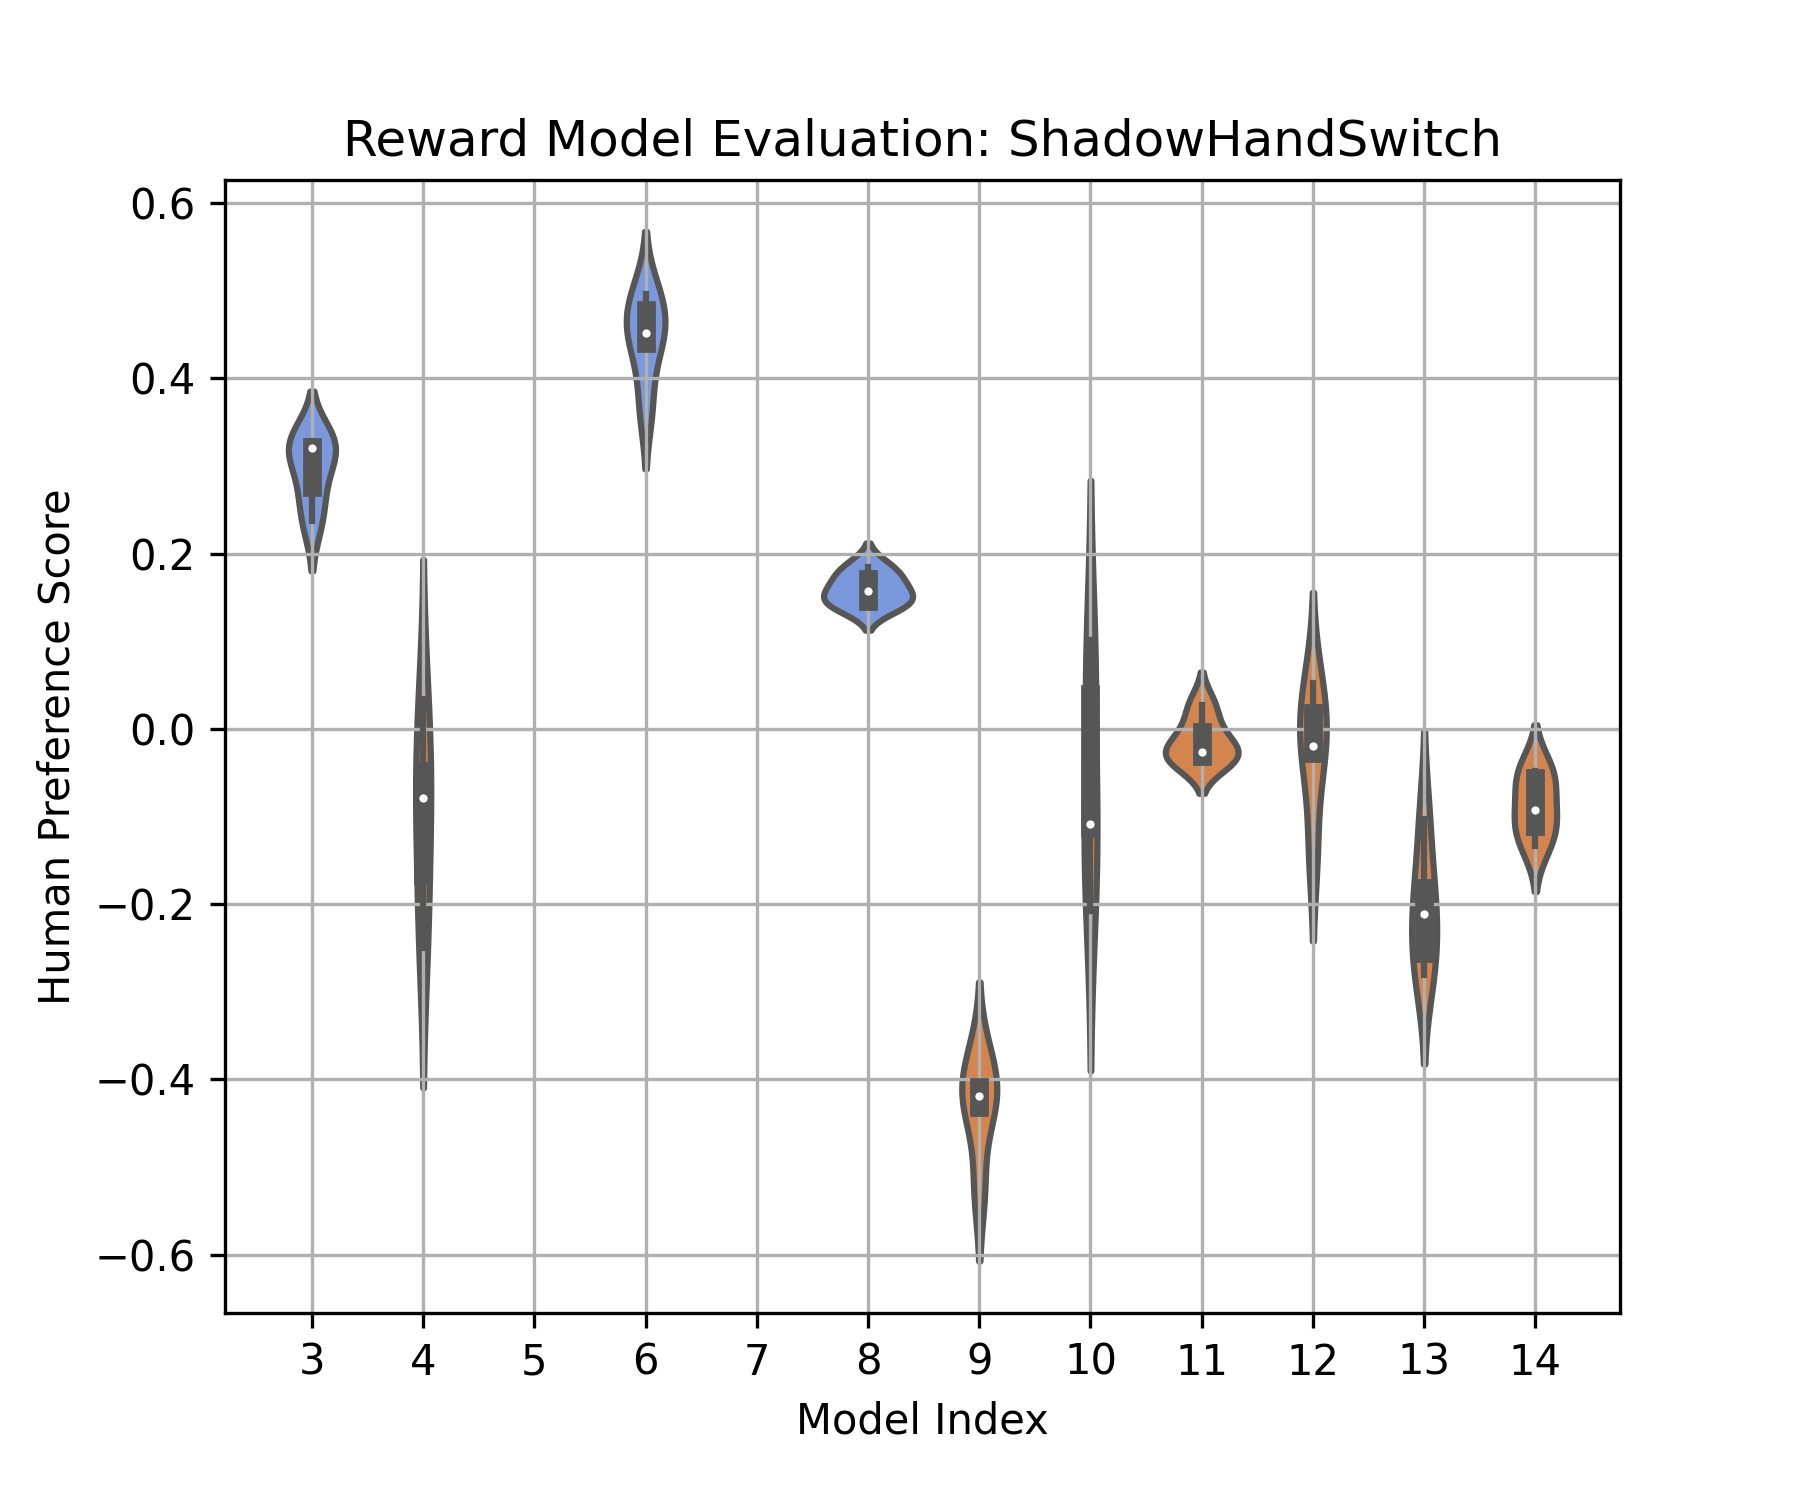 Reward Model Evaluation: ShadowHandSwitch
Human Preference Score
0.6
0.4
0.2
0.0
−0.2
−0.4
−0.6
3 4 5 6 7 8 9 10 11 12 13 14
Model Index